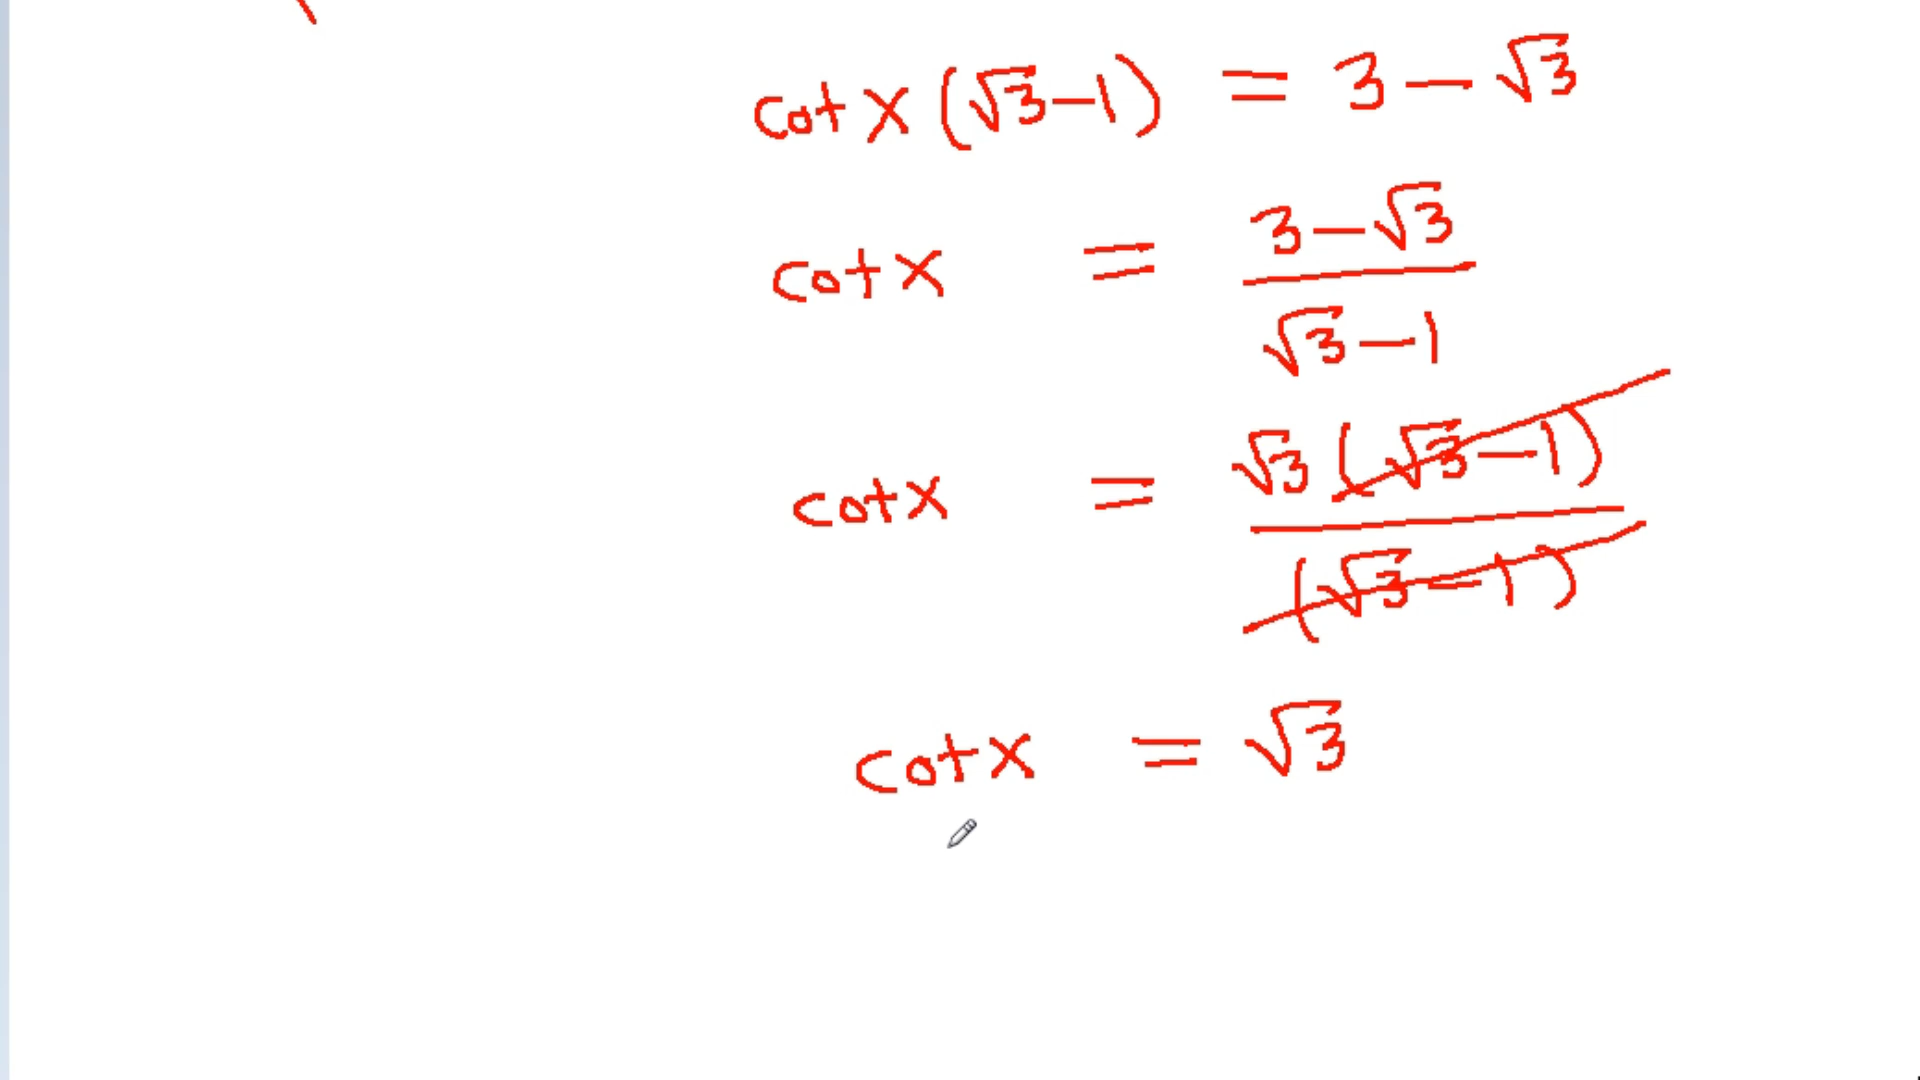 cot x (√3 − 1) = 3 − √3
cot x = (3 − √3) / (√3 − 1)
cot x = √3 (√3 − 1) / (√3 − 1)
cot x = √3